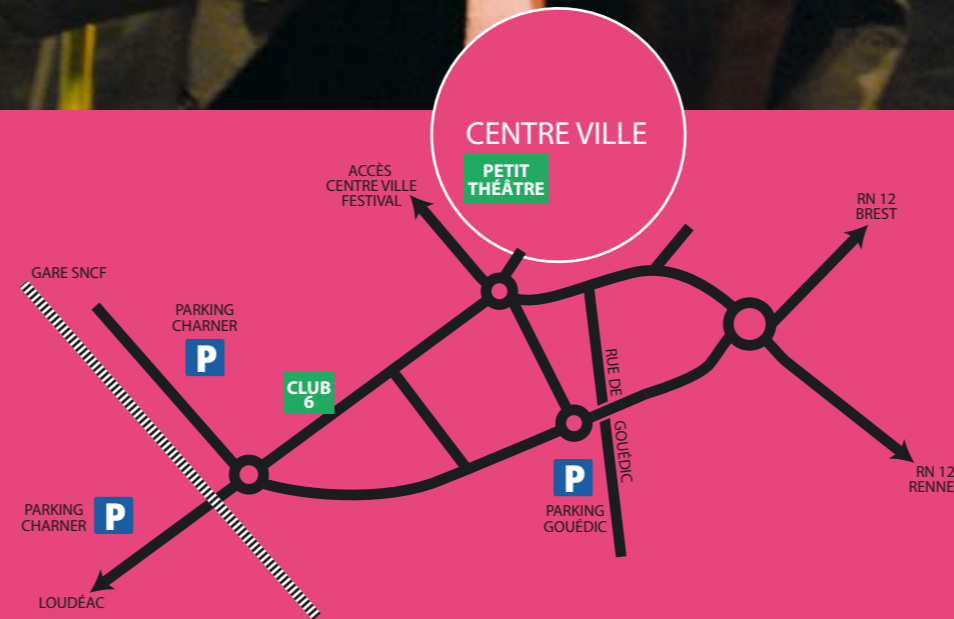 CENTRE VILLE
PETIT
THÉÂTRE
ACCÈS
CENTRE VILLE
FESTIVAL
RN 12
BREST
GARE SNCF
PARKING
CHARNER
P
CLUB
6
RUE DE
GOUÉDIC
P
PARKING
GOUÉDIC
RN 12
RENNE
PARKING
CHARNER
P
LOUDÉAC